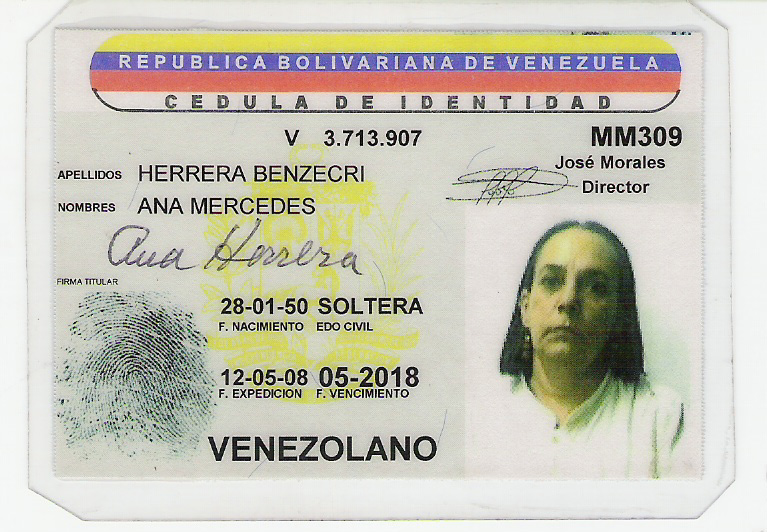 REPUBLICA BOLIVARIANA DE VENEZUELA
CEDULA DE IDENTIDAD
V 3.713.907
MM309
José Morales
Director
APELLIDOS HERRERA BENZECRI
NOMBRES ANA MERCEDES
Ana Herrera
FIRMA TITULAR
28-01-50 SOLTERA
F. NACIMIENTO EDO CIVIL
12-05-08 05-2018
F. EXPEDICION F. VENCIMIENTO
VENEZOLANO